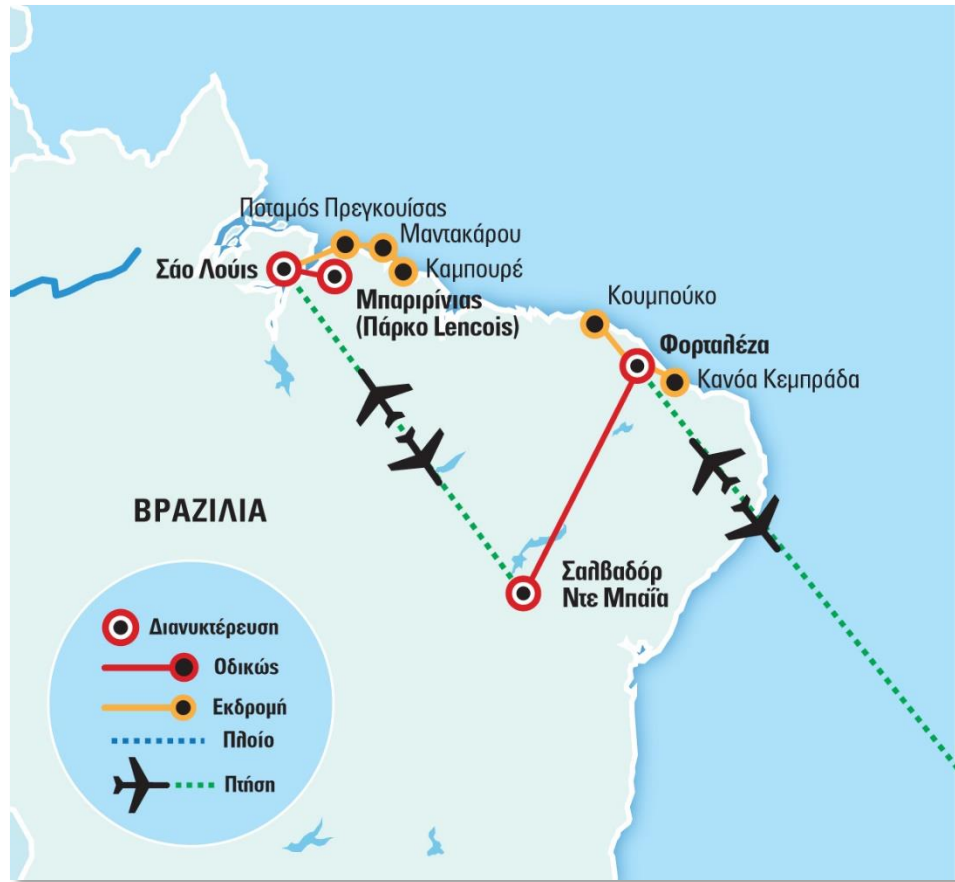 Ποταμός Πρεγκουίσας
Μαντακάρου
Σάο Λούις
Καμπουρέ
Μπαριρίνιας
(Πάρκο Lencois)
Κουμπούκο
Φορταλέζα
Κανόα Κεμπράδα
ΒΡΑΖΙΛΙΑ
Σαλβαδόρ
Ντε Μπαΐα
Διανυκτέρευση
Οδικώς
Εκδρομή
Πλοίο
Πτήση